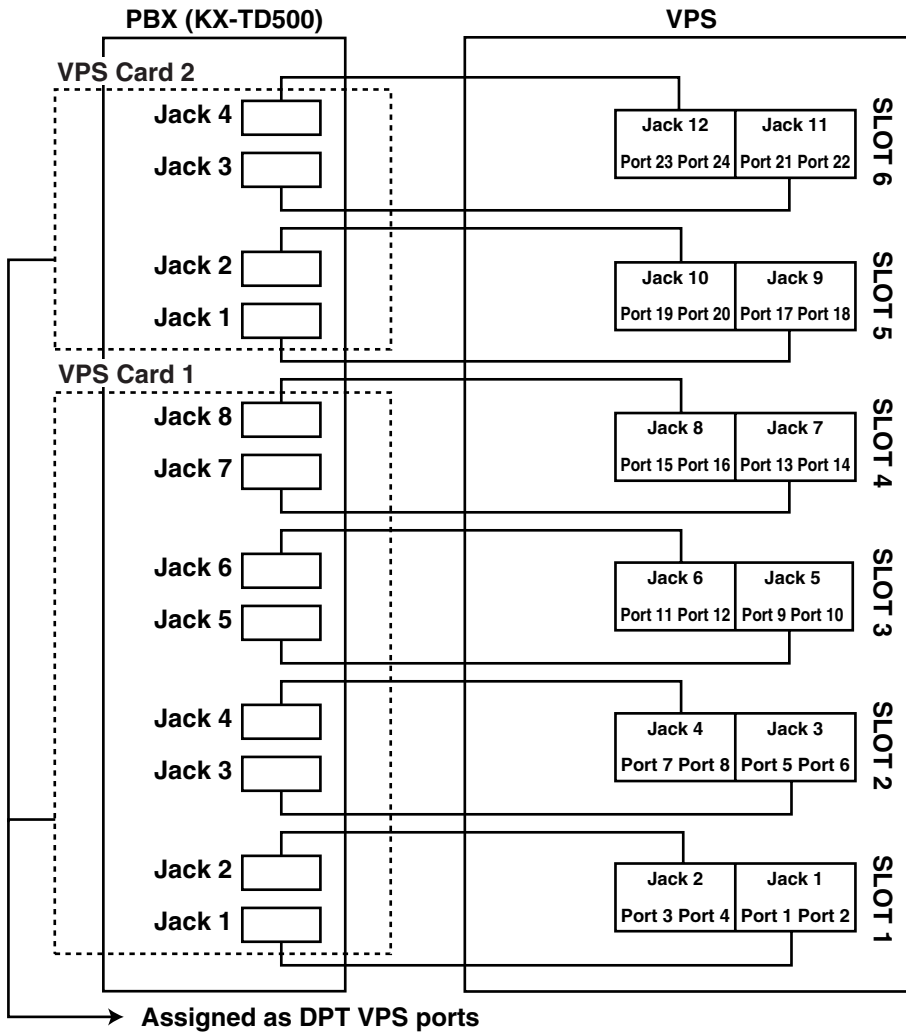 PBX (KX-TD500)
VPS
VPS Card 2
Jack 4
Jack 3
Jack 2
Jack 1
VPS Card 1
Jack 8
Jack 7
Jack 6
Jack 5
Jack 4
Jack 3
Jack 2
Jack 1
Jack 12 Jack 11
Port 23 Port 24 Port 21 Port 22
SLOT 6
Jack 10 Jack 9
Port 19 Port 20 Port 17 Port 18
SLOT 5
Jack 8 Jack 7
Port 15 Port 16 Port 13 Port 14
SLOT 4
Jack 6 Jack 5
Port 11 Port 12 Port 9 Port 10
SLOT 3
Jack 4 Jack 3
Port 7 Port 8 Port 5 Port 6
SLOT 2
Jack 2 Jack 1
Port 3 Port 4 Port 1 Port 2
SLOT 1
Assigned as DPT VPS ports